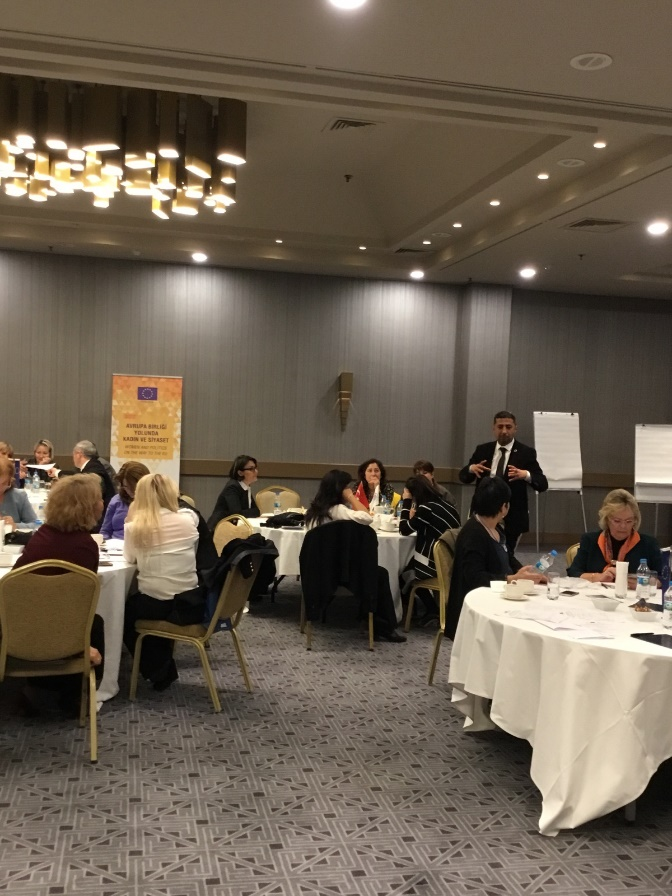 AVRUPA BİRLİĞİ
YOLUNDA
KADIN VE SİYASET
WOMEN AND POLITICS
ON THE WAY TO THE EU